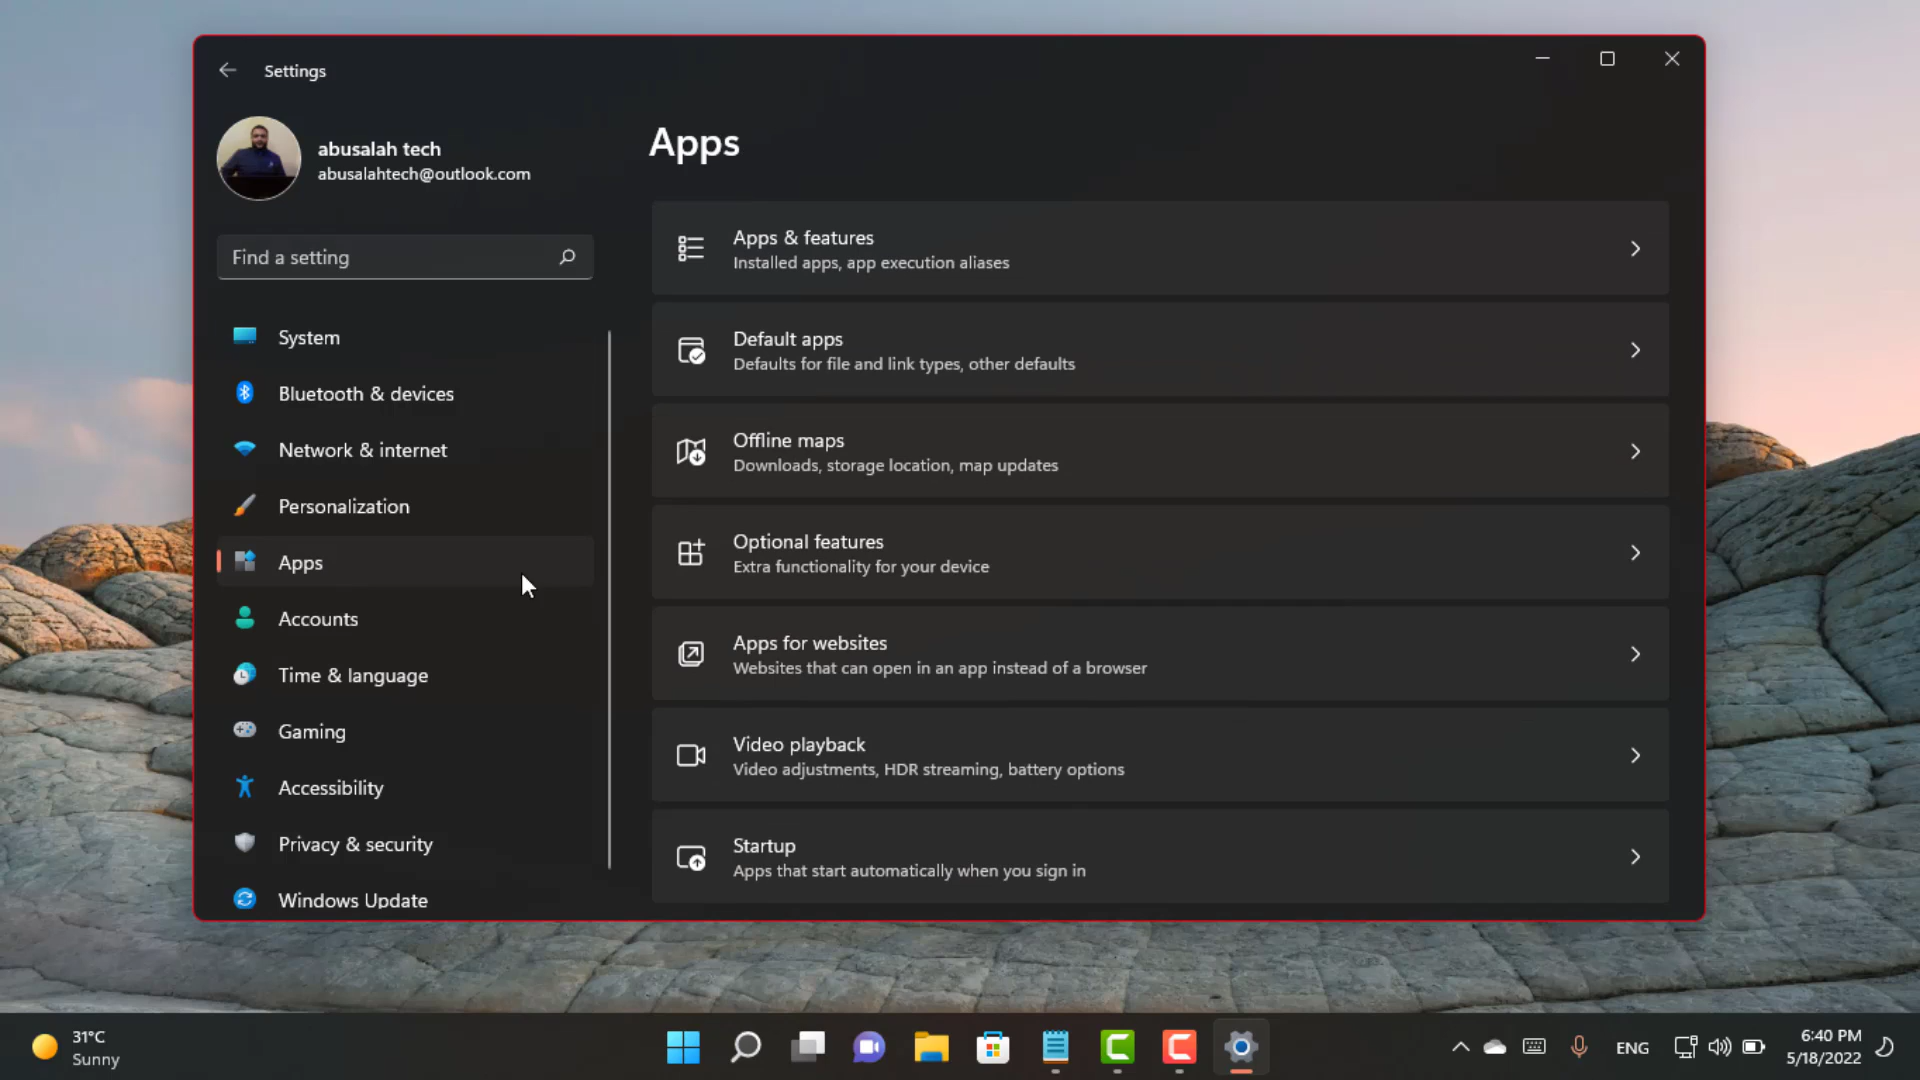 Settings
abusalah tech
abusalahtech@outlook.com
Find a setting
System
Bluetooth & devices
Network & internet
Personalization
Apps
Accounts
Time & language
Gaming
Accessibility
Privacy & security
Windows Update
Apps
Apps & features
Installed apps, app execution aliases
Default apps
Defaults for file and link types, other defaults
Offline maps
Downloads, storage location, map updates
Optional features
Extra functionality for your device
Apps for websites
Websites that can open in an app instead of a browser
Video playback
Video adjustments, HDR streaming, battery options
Startup
Apps that start automatically when you sign in
31°C
Sunny
ENG
6:40 PM
5/18/2022